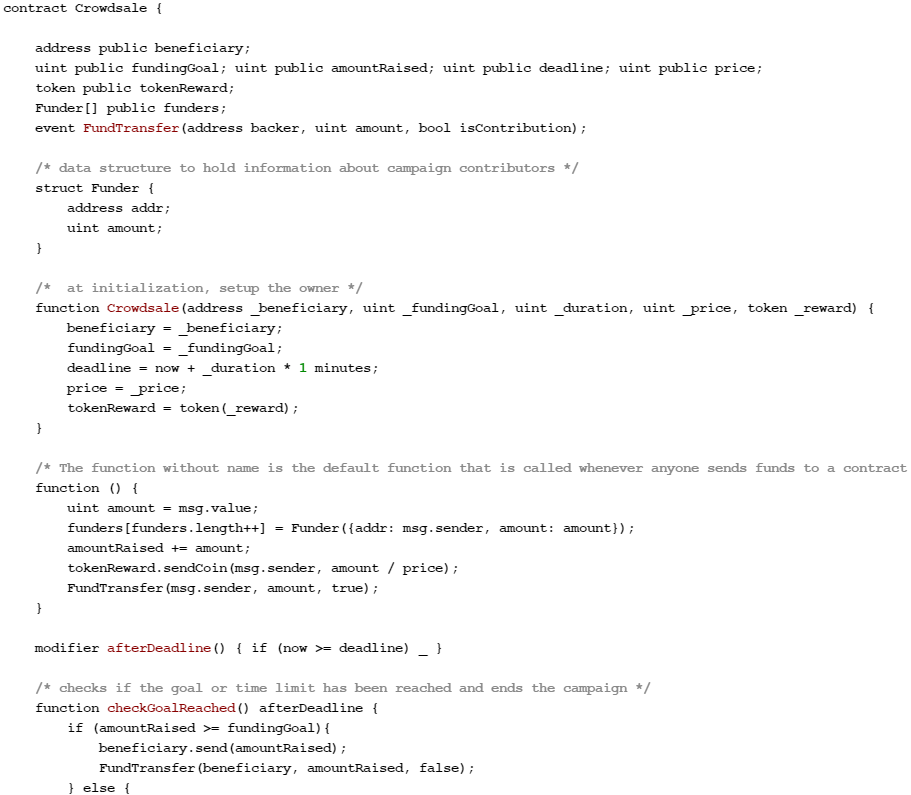 contract Crowdsale {
address public beneficiary;
uint public fundingGoal; uint public amountRaised; uint public deadline; uint public price;
token public tokenReward;
Funder[] public funders;
event FundTransfer(address backer, uint amount, bool isContribution);
/* data structure to hold information about campaign contributors */
struct Funder {
address addr;
uint amount;
}
/*  at initialization, setup the owner */
function Crowdsale(address _beneficiary, uint _fundingGoal, uint _duration, uint _price, token _reward) {
beneficiary = _beneficiary;
fundingGoal = _fundingGoal;
deadline = now + _duration * 1 minutes;
price = _price;
tokenReward = token(_reward);
}
/* The function without name is the default function that is called whenever anyone sends funds to a contract
function () {
uint amount = msg.value;
funders[funders.length++] = Funder({addr: msg.sender, amount: amount});
amountRaised += amount;
tokenReward.sendCoin(msg.sender, amount / price);
FundTransfer(msg.sender, amount, true);
}
modifier afterDeadline() { if (now >= deadline) _ }
/* checks if the goal or time limit has been reached and ends the campaign */
function checkGoalReached() afterDeadline {
if (amountRaised >= fundingGoal){
beneficiary.send(amountRaised);
FundTransfer(beneficiary, amountRaised, false);
} else {